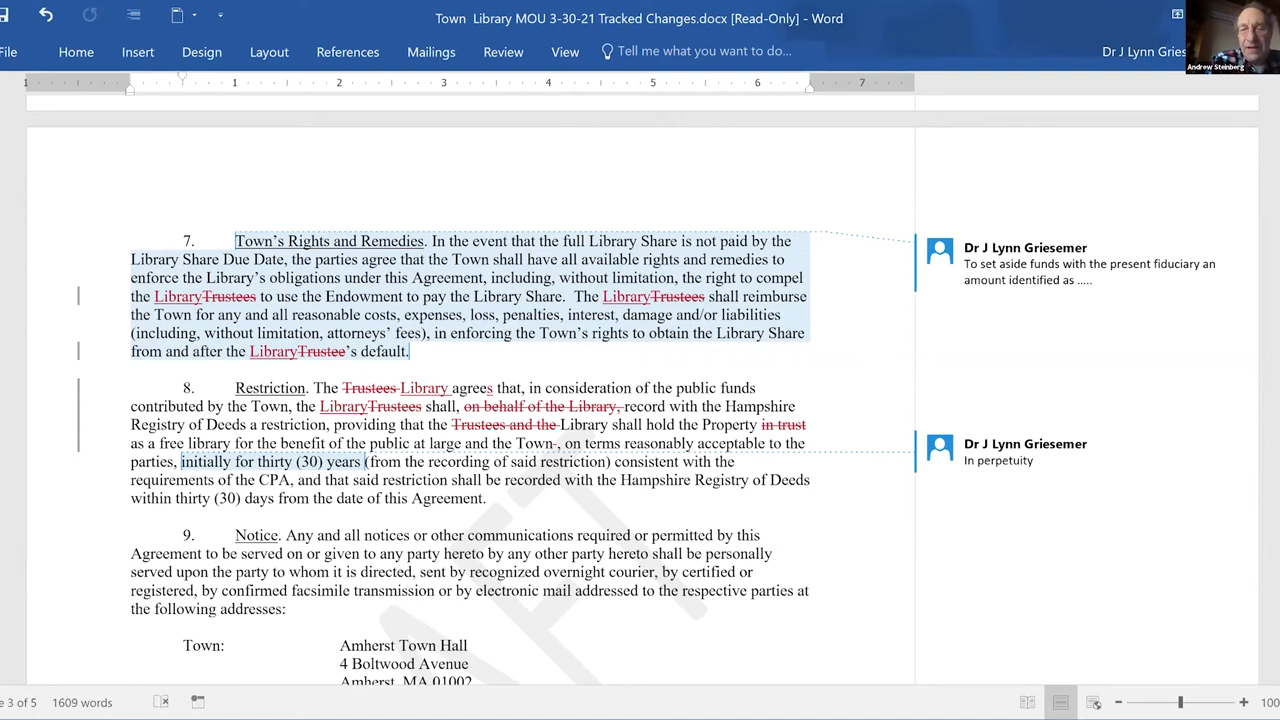 Town Library MOU 3-30-21 Tracked Changes.docx [Read-Only] - Word
File Home Insert Design Layout References Mailings Review View Tell me what you want to do... Dr J Lynn Gries
Andrew Steinberg
1 1 2 3 4 5 6 7
7. Town's Rights and Remedies. In the event that the full Library Share is not paid by the
Library Share Due Date, the parties agree that the Town shall have all available rights and remedies to
enforce the Library's obligations under this Agreement, including, without limitation, the right to compel
the LibraryTrustees to use the Endowment to pay the Library Share. The LibraryTrustees shall reimburse
the Town for any and all reasonable costs, expenses, loss, penalties, interest, damage and/or liabilities
(including, without limitation, attorneys' fees), in enforcing the Town's rights to obtain the Library Share
from and after the LibraryTrustee's default.
Dr J Lynn Griesemer
To set aside funds with the present fiduciary an
amount identified as .....
8. Restriction. The Trustees Library agrees that, in consideration of the public funds
contributed by the Town, the LibraryTrustees shall, on behalf of the Library, record with the Hampshire
Registry of Deeds a restriction, providing that the Trustees and the Library shall hold the Property in trust
as a free library for the benefit of the public at large and the Town , on terms reasonably acceptable to the
parties, initially for thirty (30) years (from the recording of said restriction) consistent with the
requirements of the CPA, and that said restriction shall be recorded with the Hampshire Registry of Deeds
within thirty (30) days from the date of this Agreement.
Dr J Lynn Griesemer
In perpetuity
9. Notice. Any and all notices or other communications required or permitted by this
Agreement to be served on or given to any party hereto by any other party hereto shall be personally
served upon the party to whom it is directed, sent by recognized overnight courier, by certified or
registered, by confirmed facsimile transmission or by electronic mail addressed to the respective parties at
the following addresses:
Town: Amherst Town Hall
4 Boltwood Avenue
Amherst, MA 01002
e 3 of 5 1609 words 100